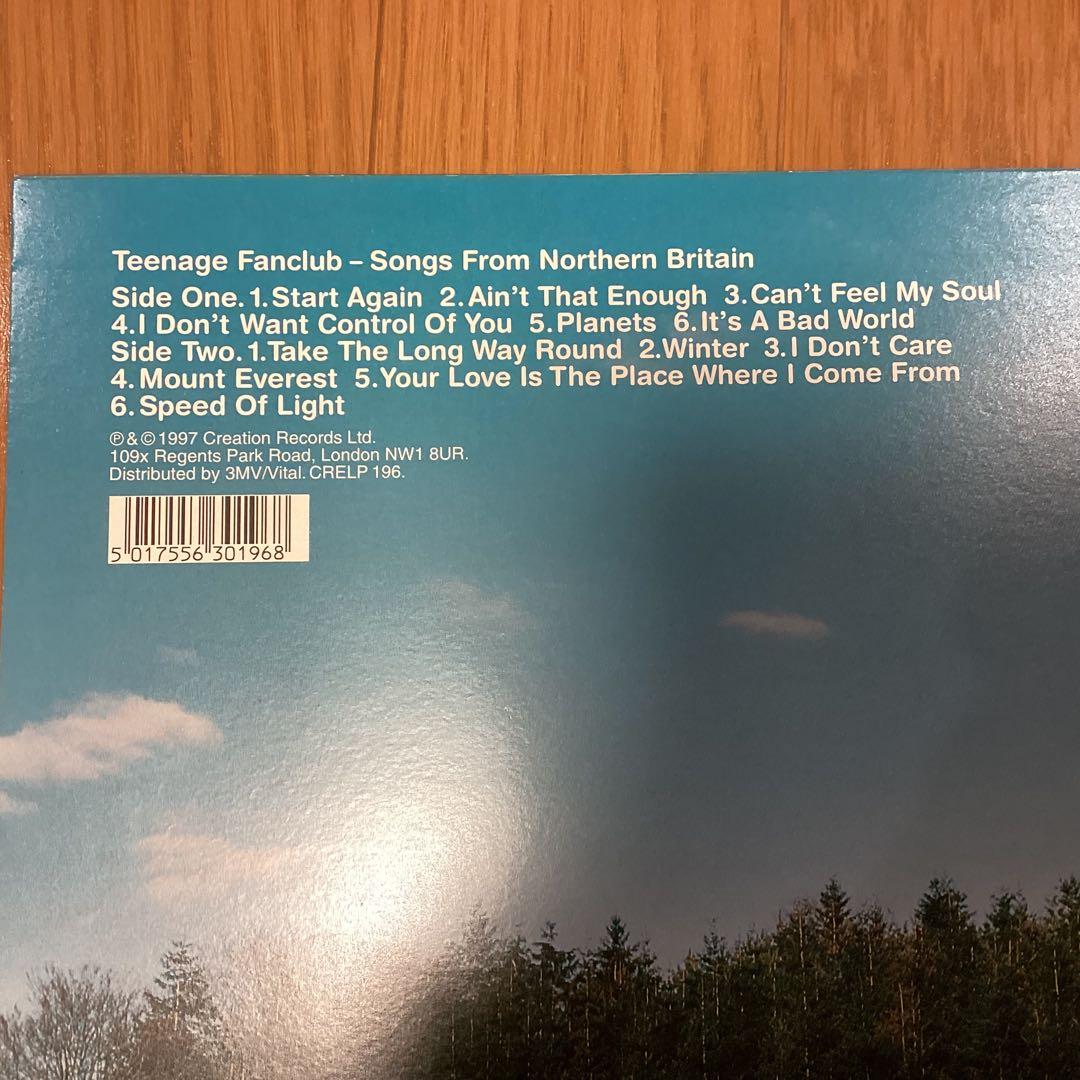 Teenage Fanclub – Songs From Northern Britain
Side One. 1. Start Again 2. Ain't That Enough 3. Can't Feel My Soul
4. I Don't Want Control Of You 5. Planets 6. It's A Bad World
Side Two. 1. Take The Long Way Round 2. Winter 3. I Don't Care
4. Mount Everest 5. Your Love Is The Place Where I Come From
6. Speed Of Light
℗ & © 1997 Creation Records Ltd.
109x Regents Park Road, London NW1 8UR.
Distributed by 3MV/Vital. CRELP 196.
5 017556 301968